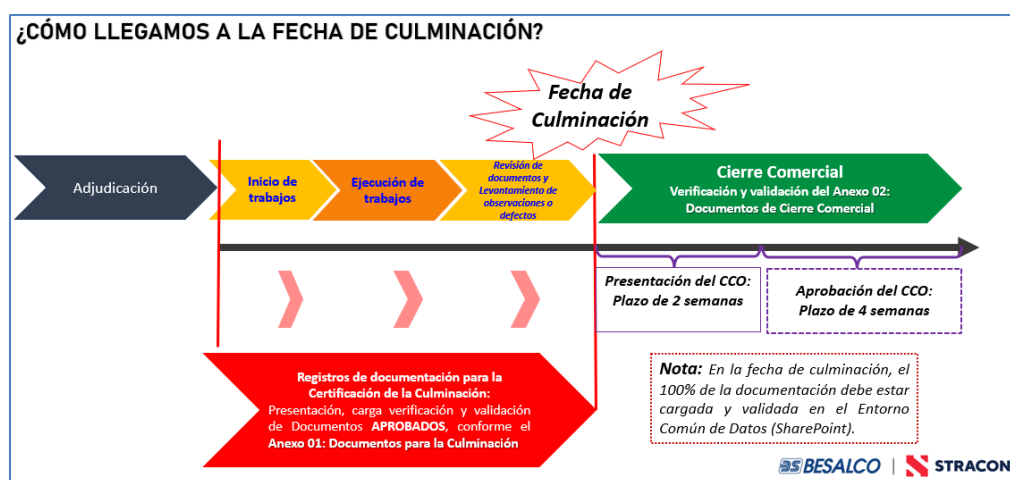 ¿CÓMO LLEGAMOS A LA FECHA DE CULMINACIÓN?
Fecha de
Culminación
Adjudicación
Inicio de
trabajos
Ejecución de
trabajos
Revisión de
documentos y
Levantamiento de
observaciones o
defectos
Cierre Comercial
Verificación y validación del Anexo 02:
Documentos de Cierre Comercial
Presentación del CCO:
Plazo de 2 semanas
Aprobación del CCO:
Plazo de 4 semanas
Registros de documentación para la
Certificación de la Culminación:
Presentación, carga verificación y validación
de Documentos APROBADOS, conforme el
Anexo 01: Documentos para la Culminación
Nota: En la fecha de culminación, el
100% de la documentación debe estar
cargada y validada en el Entorno
Común de Datos (SharePoint).
BS BESALCO | STRACON